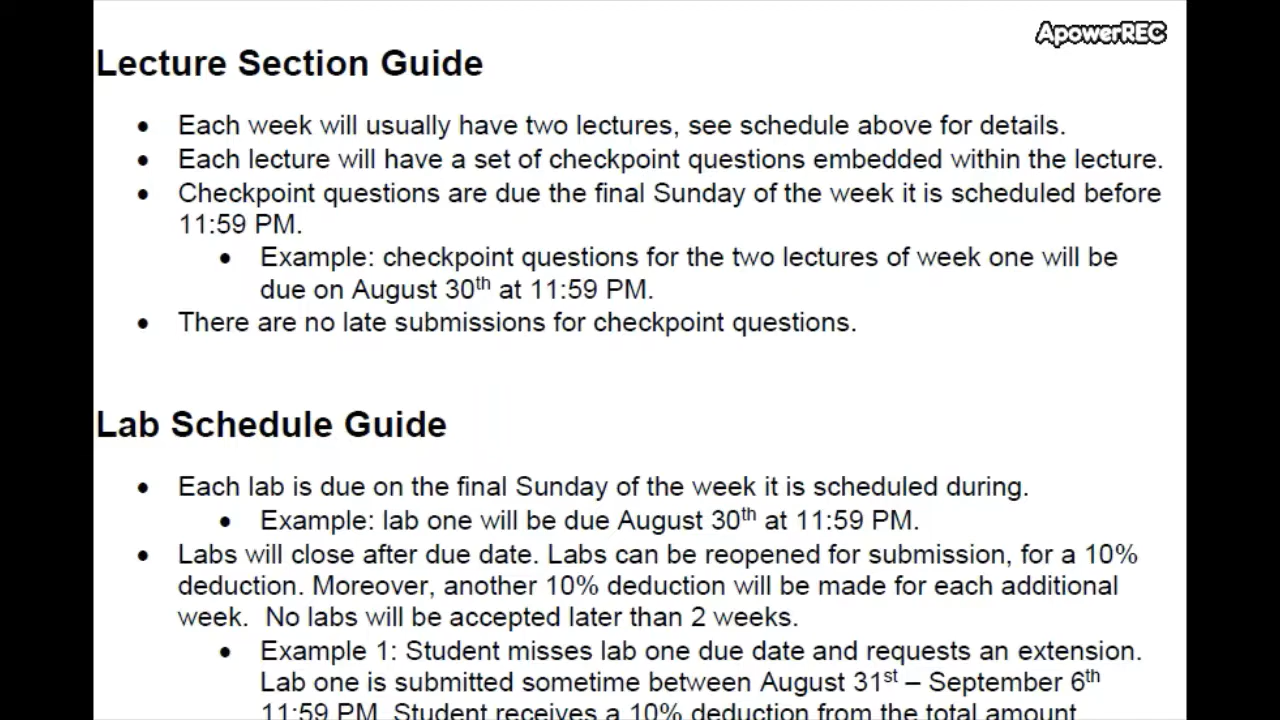 ApowerREC
Lecture Section Guide
• Each week will usually have two lectures, see schedule above for details.
• Each lecture will have a set of checkpoint questions embedded within the lecture.
• Checkpoint questions are due the final Sunday of the week it is scheduled before
11:59 PM.
• Example: checkpoint questions for the two lectures of week one will be
due on August 30th at 11:59 PM.
• There are no late submissions for checkpoint questions.
Lab Schedule Guide
• Each lab is due on the final Sunday of the week it is scheduled during.
• Example: lab one will be due August 30th at 11:59 PM.
• Labs will close after due date. Labs can be reopened for submission, for a 10%
deduction. Moreover, another 10% deduction will be made for each additional
week.  No labs will be accepted later than 2 weeks.
• Example 1: Student misses lab one due date and requests an extension.
Lab one is submitted sometime between August 31st – September 6th
11:59 PM. Student receives a 10% deduction from the total amount